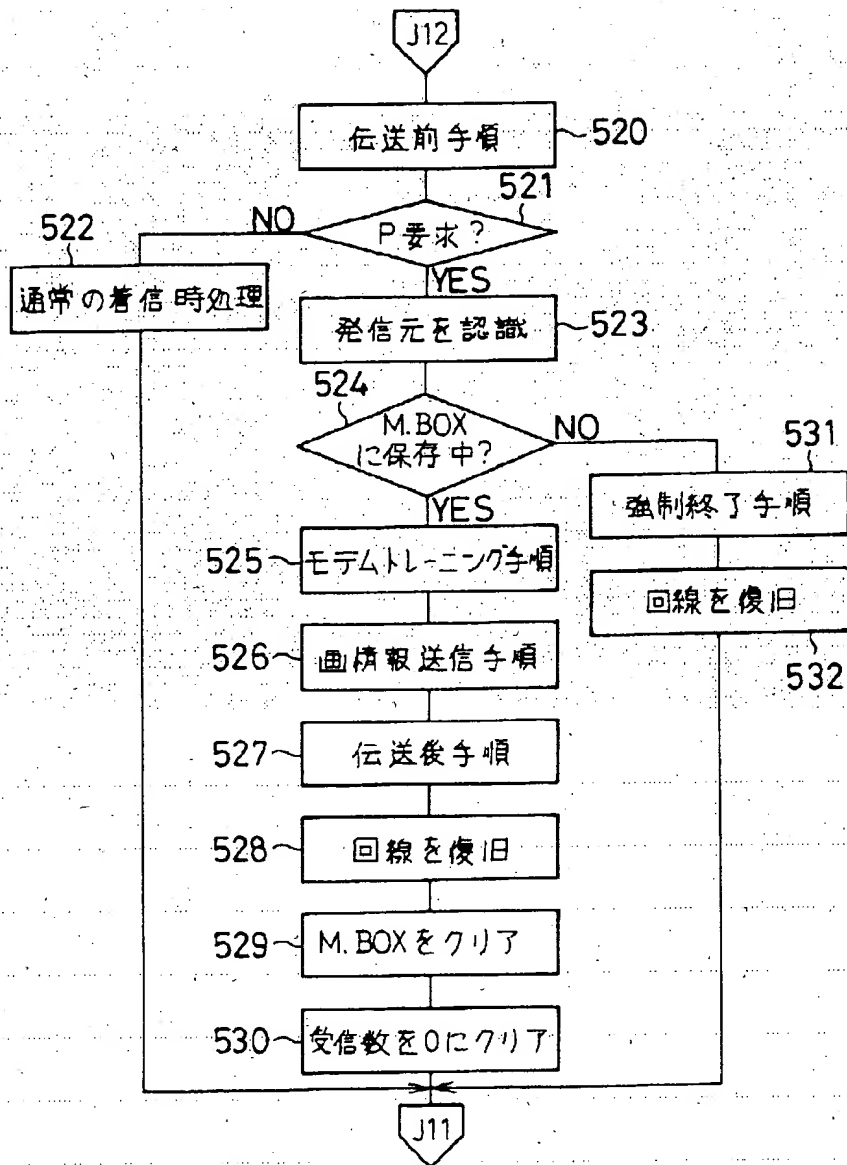 J12
伝送前手順
520
521
P要求?
NO
522
通常の着信時処理
YES
発信元を認識
523
524
M.BOX
に保存中?
NO
YES
531
強制終了手順
525
モデムトレーニング手順
回線を復旧
532
526
画情報送信手順
527
伝送後手順
528
回線を復旧
529
M.BOXをクリア
530
受信数を0にクリア
J11